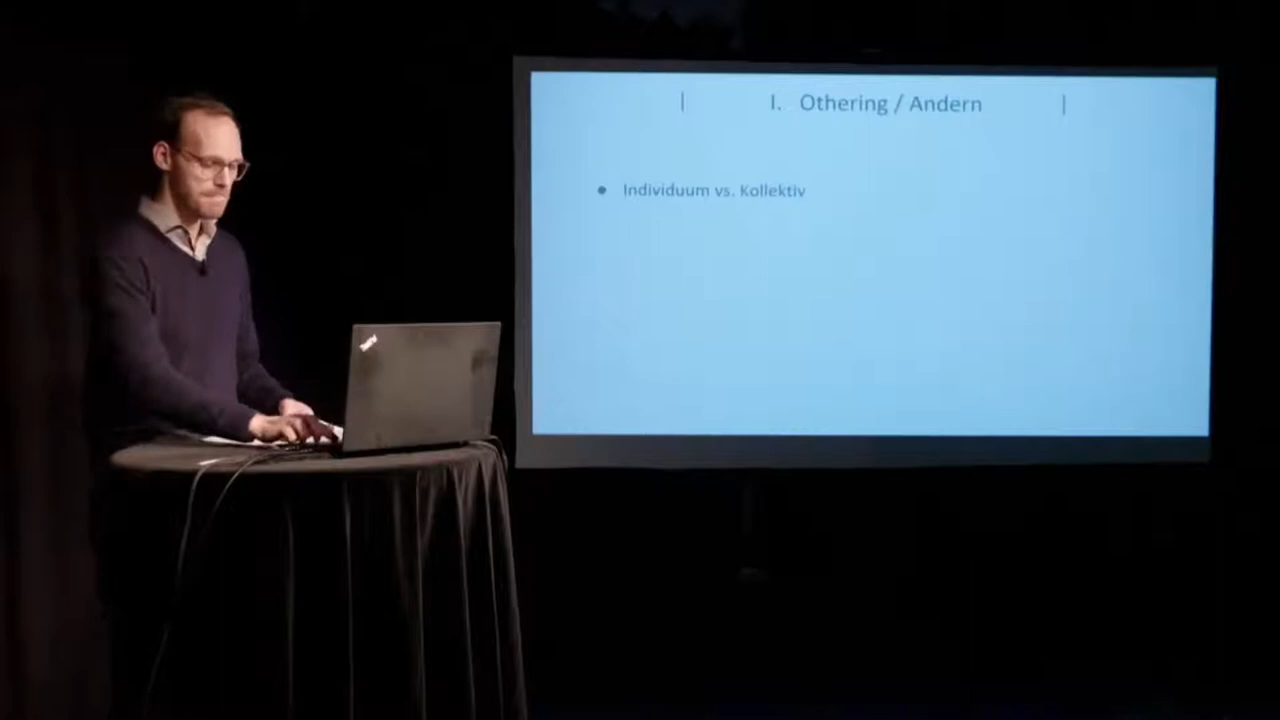 | I. Othering / Andern |
● Individuum vs. Kollektiv